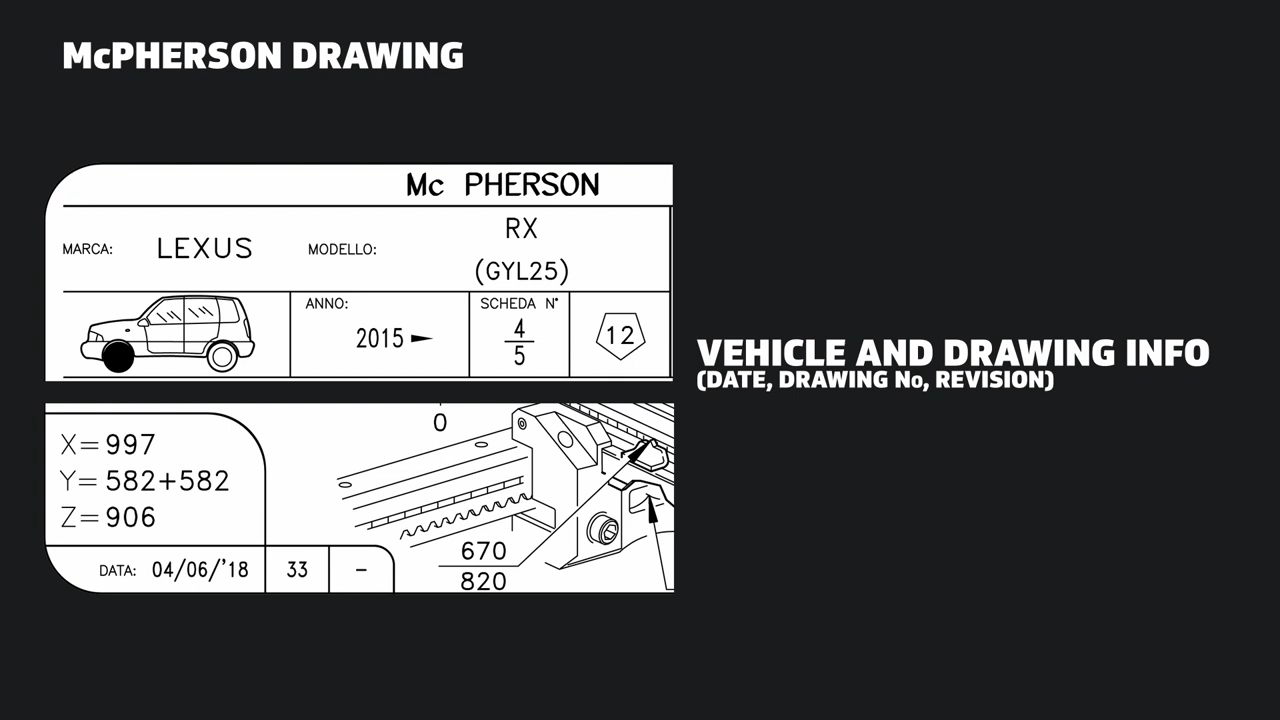 McPHERSON DRAWING
Mc PHERSON
MARCA: LEXUS MODELLO: RX
(GYL25)
ANNO: 2015
SCHEDA N°
4
5
12
VEHICLE AND DRAWING INFO
(DATE, DRAWING No, REVISION)
X=997
Y=582+582
Z=906
DATA: 04/06/'18 33 –
0
670
820